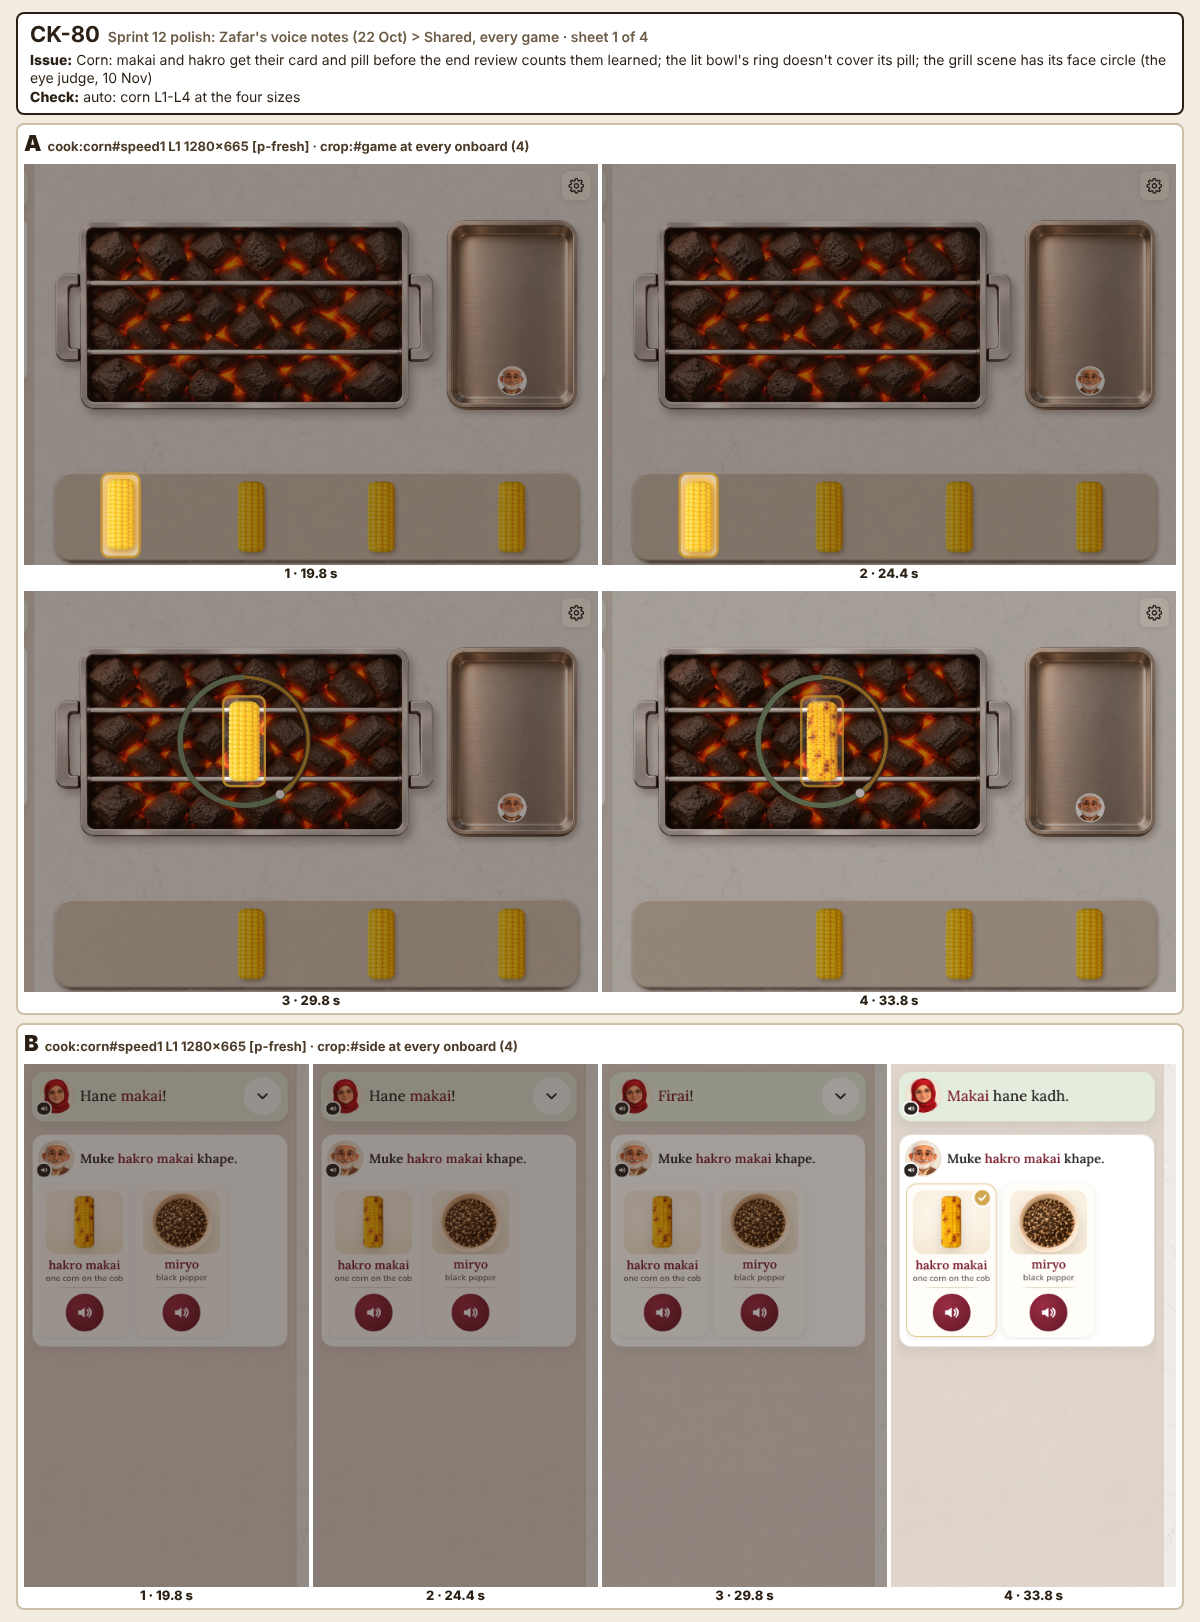 CK-80 Sprint 12 polish: Zafar's voice notes (22 Oct) > Shared, every game · sheet 1 of 4
Issue: Corn: makai and hakro get their card and pill before the end review counts them learned; the lit bowl's ring doesn't cover its pill; the grill scene has its face circle (the
eye judge, 10 Nov)
Check: auto: corn L1-L4 at the four sizes
A cook:corn#speed1 L1 1280×665 [p-fresh] · crop:#game at every onboard (4)
1 · 19.8 s
2 · 24.4 s
3 · 29.8 s
4 · 33.8 s
B cook:corn#speed1 L1 1280×665 [p-fresh] · crop:#side at every onboard (4)
Hane makai!
Muke hakro makai khape.
hakro makai
one corn on the cob
miryo
black pepper
1 · 19.8 s
Hane makai!
Muke hakro makai khape.
hakro makai
one corn on the cob
miryo
black pepper
2 · 24.4 s
Firai!
Muke hakro makai khape.
hakro makai
one corn on the cob
miryo
black pepper
3 · 29.8 s
Makai hane kadh.
Muke hakro makai khape.
hakro makai
one corn on the cob
miryo
black pepper
4 · 33.8 s